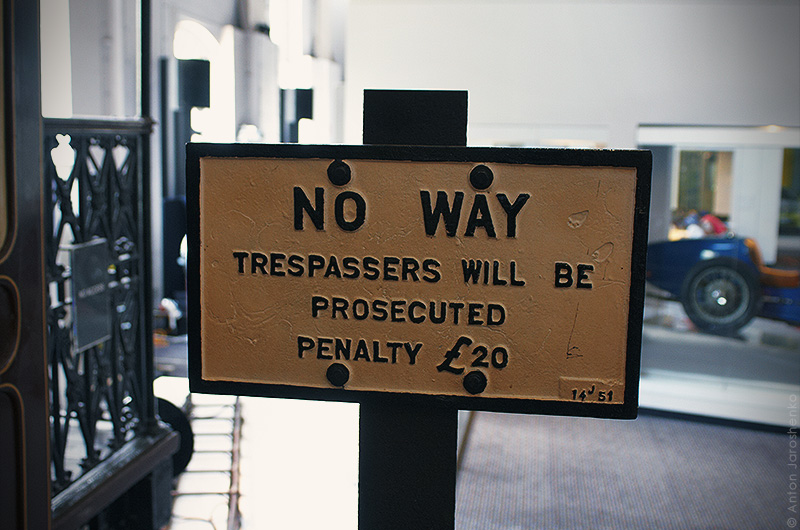 NO WAY
TRESPASSERS WILL BE
PROSECUTED
PENALTY £20
14 J 51
© Anton Jaroshenko